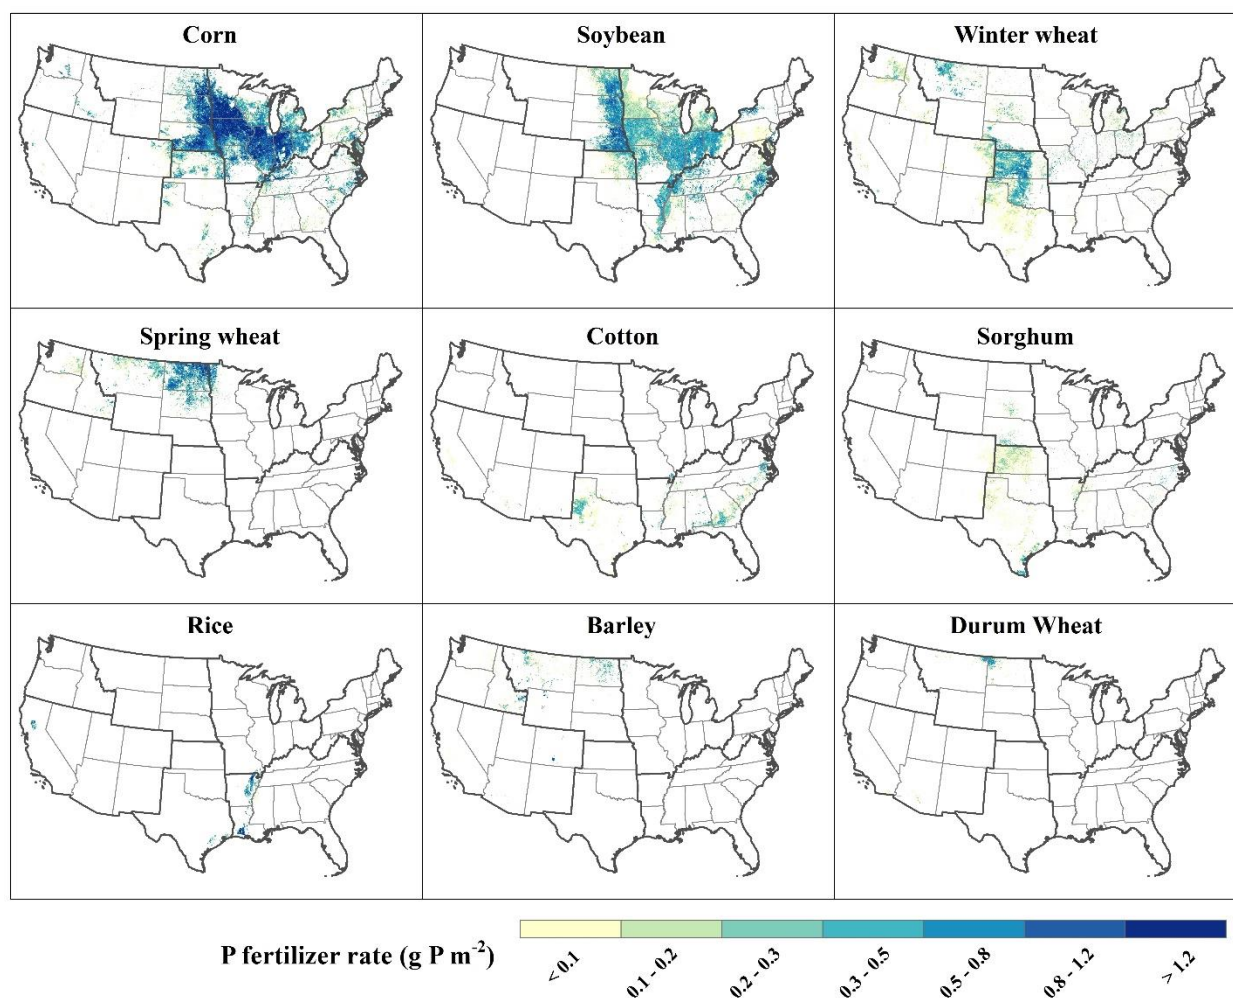 Corn
Soybean
Winter wheat
Spring wheat
Cotton
Sorghum
Rice
Barley
Durum Wheat
P fertilizer rate (g P m⁻²)
< 0.1
0.1 - 0.2
0.2 - 0.3
0.3 - 0.5
0.5 - 0.8
0.8 - 1.2
> 1.2